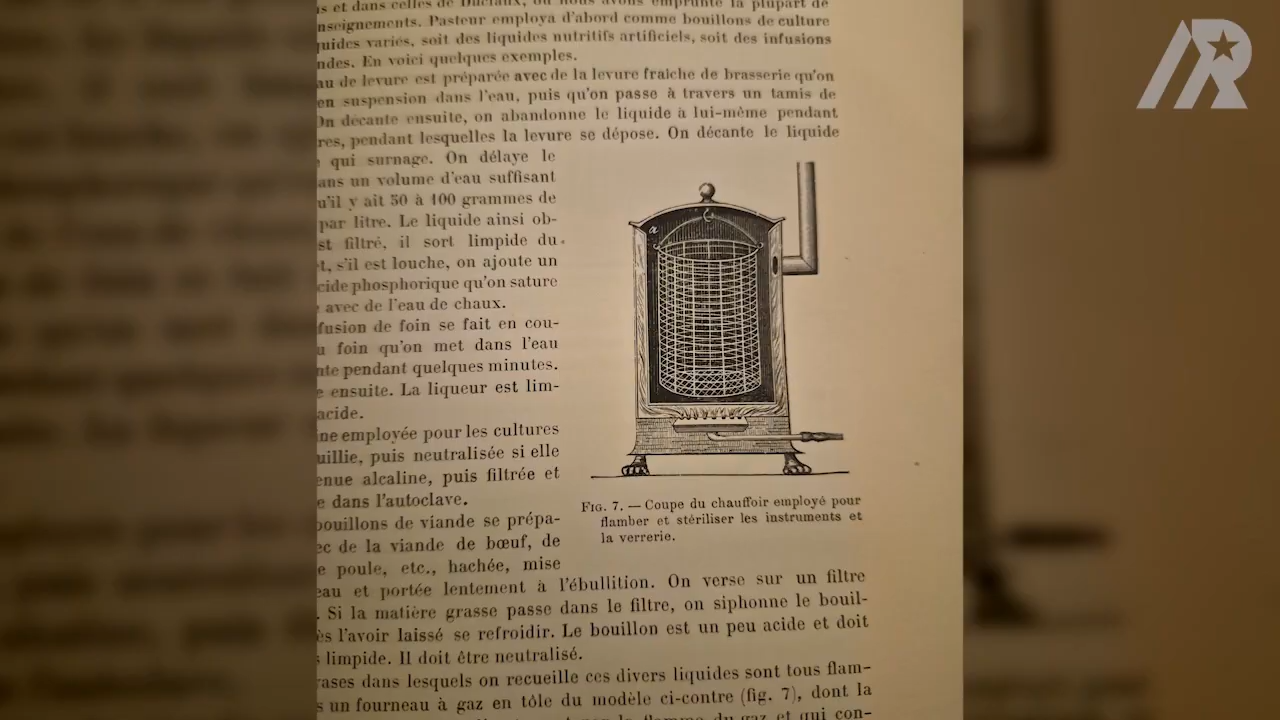 et dans celles de Duclaux, où nous avons emprunté la plupart de
nseignements. Pasteur employa d'abord comme bouillons de culture
quides variés, soit des liquides nutritifs artificiels, soit des infusions
ndes. En voici quelques exemples.
au de levure est préparée avec de la levure fraîche de brasserie qu'on
en suspension dans l'eau, puis qu'on passe à travers un tamis de
On décante ensuite, on abandonne le liquide à lui-même pendant
res, pendant lesquelles la levure se dépose. On décante le liquide
qui surnage. On délaye le
ans un volume d'eau suffisant
u'il y ait 50 à 100 grammes de
par litre. Le liquide ainsi ob-
st filtré, il sort limpide du
t, s'il est louche, on ajoute un
cide phosphorique qu'on sature
avec de l'eau de chaux.
fusion de foin se fait en cou-
u foin qu'on met dans l'eau
nte pendant quelques minutes.
e ensuite. La liqueur est lim-
acide.
ne employée pour les cultures
uillie, puis neutralisée si elle
enue alcaline, puis filtrée et
e dans l'autoclave.
bouillons de viande se prépa-
ec de la viande de bœuf, de
e poule, etc., hachée, mise
eau et portée lentement à l'ébullition. On verse sur un filtre
. Si la matière grasse passe dans le filtre, on siphonne le bouil-
ès l'avoir laissé se refroidir. Le bouillon est un peu acide et doit
limpide. Il doit être neutralisé.
ases dans lesquels on recueille ces divers liquides sont tous flam-
s un fourneau à gaz en tôle du modèle ci-contre (fig. 7), dont la
la flamme du gaz et qui con-
a
FIG. 7. — Coupe du chauffoir employé pour
flamber et stériliser les instruments et
la verrerie.
AR